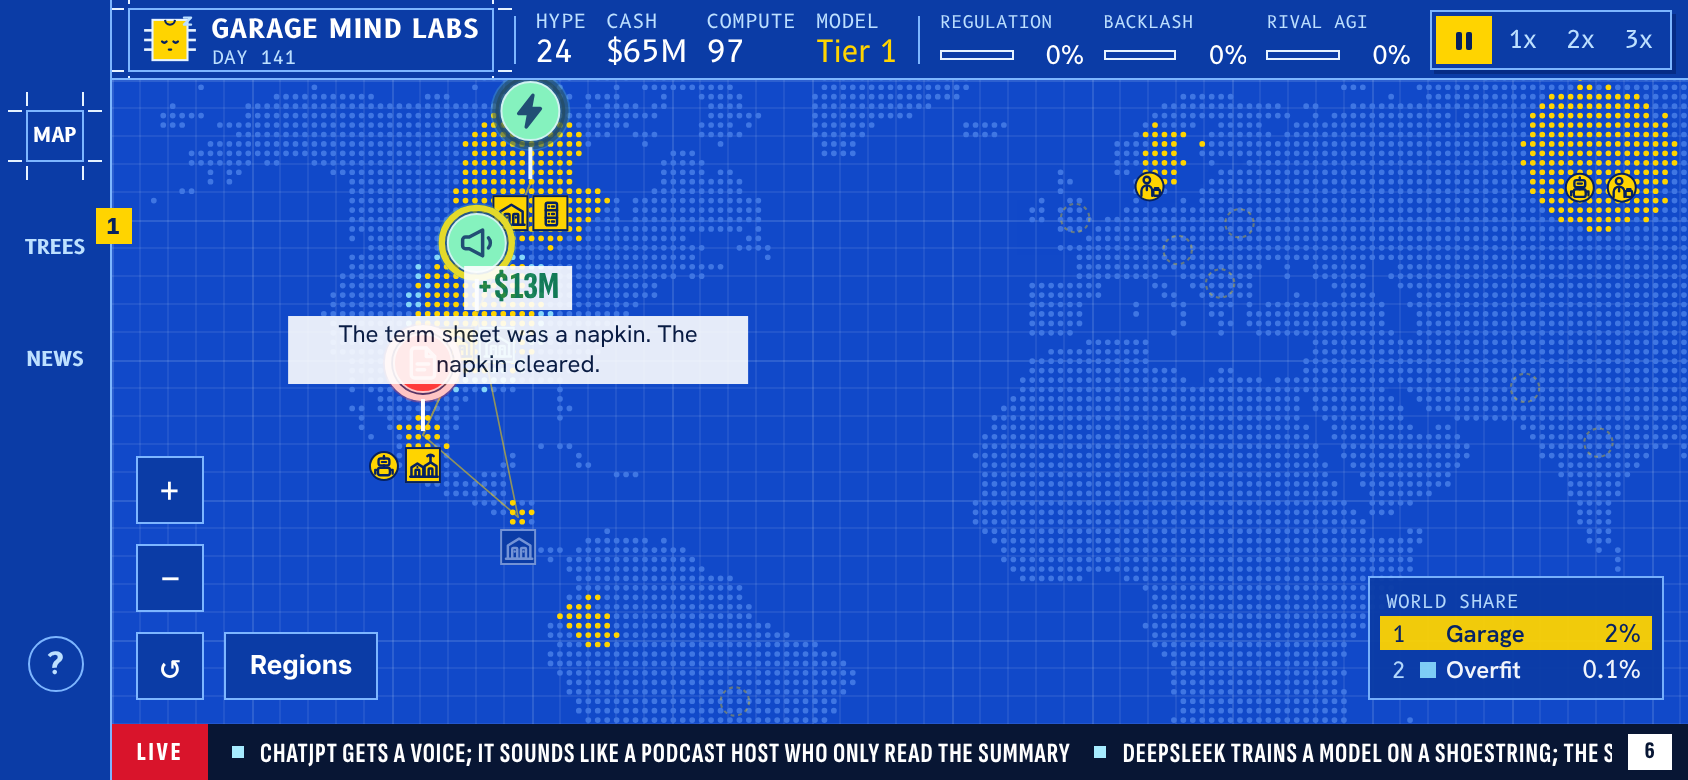 GARAGE MIND LABS
DAY 141
HYPE
24
CASH
$65M
COMPUTE
97
MODEL
Tier 1
REGULATION
0%
BACKLASH
0%
RIVAL AGI
0%
1x
2x
3x
MAP
1
TREES
NEWS
+$13M
The term sheet was a napkin. The
napkin cleared.
+
−
?
↺
Regions
WORLD SHARE
1 Garage 2%
2 Overfit 0.1%
LIVE
CHATJPT GETS A VOICE; IT SOUNDS LIKE A PODCAST HOST WHO ONLY READ THE SUMMARY
DEEPSLEEK TRAINS A MODEL ON A SHOESTRING; THE S
6